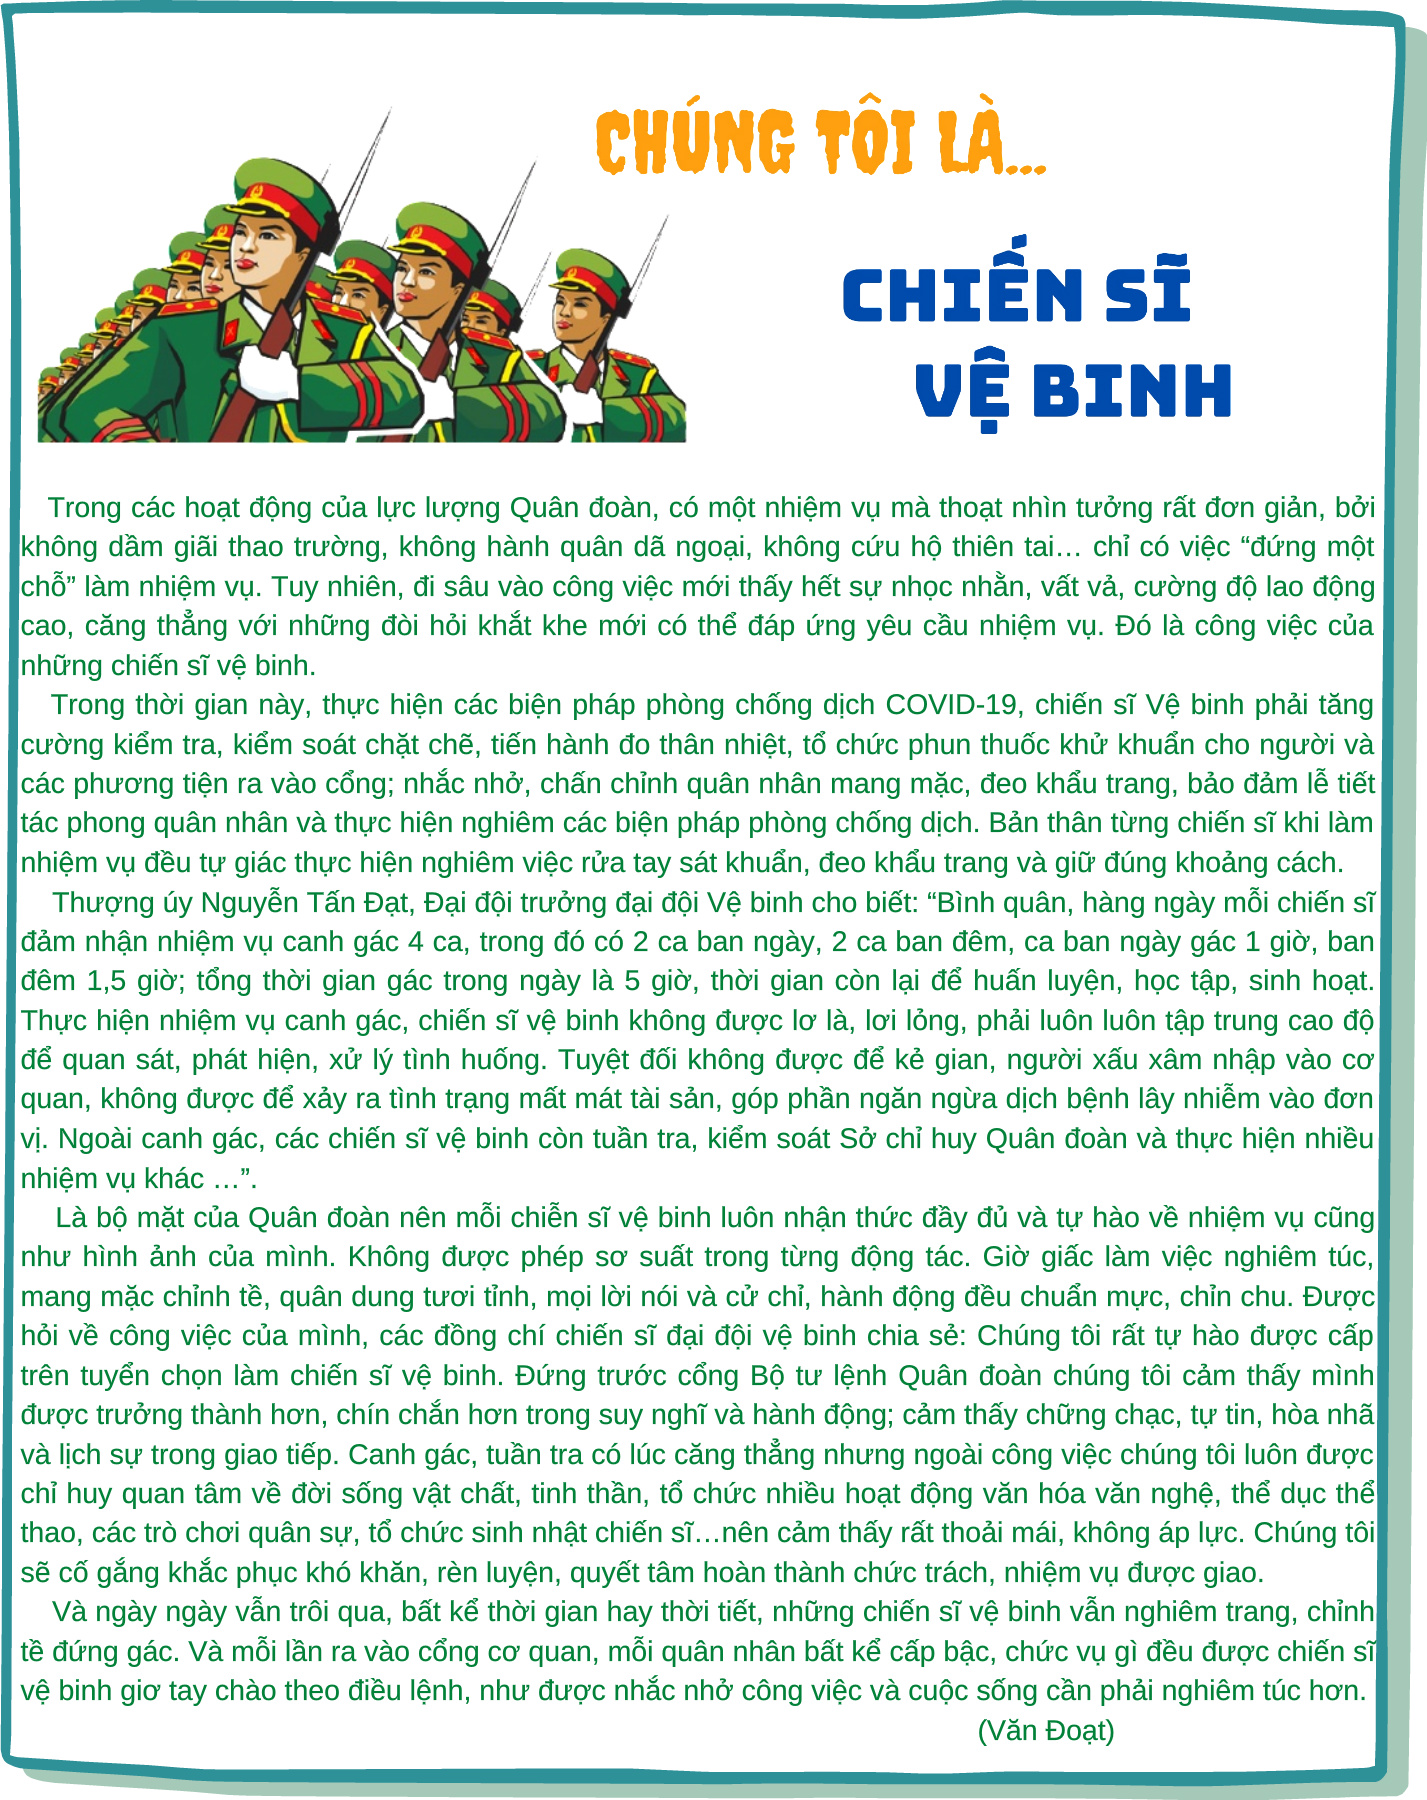 CHÚNG TÔI LÀ...
CHIẾN SĨ
VỆ BINH
Trong các hoạt động của lực lượng Quân đoàn, có một nhiệm vụ mà thoạt nhìn tưởng rất đơn giản, bởi
không dầm giãi thao trường, không hành quân dã ngoại, không cứu hộ thiên tai… chỉ có việc “đứng một
chỗ” làm nhiệm vụ. Tuy nhiên, đi sâu vào công việc mới thấy hết sự nhọc nhằn, vất vả, cường độ lao động
cao, căng thẳng với những đòi hỏi khắt khe mới có thể đáp ứng yêu cầu nhiệm vụ. Đó là công việc của
những chiến sĩ vệ binh.
Trong thời gian này, thực hiện các biện pháp phòng chống dịch COVID-19, chiến sĩ Vệ binh phải tăng
cường kiểm tra, kiểm soát chặt chẽ, tiến hành đo thân nhiệt, tổ chức phun thuốc khử khuẩn cho người và
các phương tiện ra vào cổng; nhắc nhở, chấn chỉnh quân nhân mang mặc, đeo khẩu trang, bảo đảm lễ tiết
tác phong quân nhân và thực hiện nghiêm các biện pháp phòng chống dịch. Bản thân từng chiến sĩ khi làm
nhiệm vụ đều tự giác thực hiện nghiêm việc rửa tay sát khuẩn, đeo khẩu trang và giữ đúng khoảng cách.
Thượng úy Nguyễn Tấn Đạt, Đại đội trưởng đại đội Vệ binh cho biết: “Bình quân, hàng ngày mỗi chiến sĩ
đảm nhận nhiệm vụ canh gác 4 ca, trong đó có 2 ca ban ngày, 2 ca ban đêm, ca ban ngày gác 1 giờ, ban
đêm 1,5 giờ; tổng thời gian gác trong ngày là 5 giờ, thời gian còn lại để huấn luyện, học tập, sinh hoạt.
Thực hiện nhiệm vụ canh gác, chiến sĩ vệ binh không được lơ là, lơi lỏng, phải luôn luôn tập trung cao độ
để quan sát, phát hiện, xử lý tình huống. Tuyệt đối không được để kẻ gian, người xấu xâm nhập vào cơ
quan, không được để xảy ra tình trạng mất mát tài sản, góp phần ngăn ngừa dịch bệnh lây nhiễm vào đơn
vị. Ngoài canh gác, các chiến sĩ vệ binh còn tuần tra, kiểm soát Sở chỉ huy Quân đoàn và thực hiện nhiều
nhiệm vụ khác …”.
Là bộ mặt của Quân đoàn nên mỗi chiễn sĩ vệ binh luôn nhận thức đầy đủ và tự hào về nhiệm vụ cũng
như hình ảnh của mình. Không được phép sơ suất trong từng động tác. Giờ giấc làm việc nghiêm túc,
mang mặc chỉnh tề, quân dung tươi tỉnh, mọi lời nói và cử chỉ, hành động đều chuẩn mực, chỉn chu. Được
hỏi về công việc của mình, các đồng chí chiến sĩ đại đội vệ binh chia sẻ: Chúng tôi rất tự hào được cấp
trên tuyển chọn làm chiến sĩ vệ binh. Đứng trước cổng Bộ tư lệnh Quân đoàn chúng tôi cảm thấy mình
được trưởng thành hơn, chín chắn hơn trong suy nghĩ và hành động; cảm thấy chững chạc, tự tin, hòa nhã
và lịch sự trong giao tiếp. Canh gác, tuần tra có lúc căng thẳng nhưng ngoài công việc chúng tôi luôn được
chỉ huy quan tâm về đời sống vật chất, tinh thần, tổ chức nhiều hoạt động văn hóa văn nghệ, thể dục thể
thao, các trò chơi quân sự, tổ chức sinh nhật chiến sĩ…nên cảm thấy rất thoải mái, không áp lực. Chúng tôi
sẽ cố gắng khắc phục khó khăn, rèn luyện, quyết tâm hoàn thành chức trách, nhiệm vụ được giao.
Và ngày ngày vẫn trôi qua, bất kể thời gian hay thời tiết, những chiến sĩ vệ binh vẫn nghiêm trang, chỉnh
tề đứng gác. Và mỗi lần ra vào cổng cơ quan, mỗi quân nhân bất kể cấp bậc, chức vụ gì đều được chiến sĩ
vệ binh giơ tay chào theo điều lệnh, như được nhắc nhở công việc và cuộc sống cần phải nghiêm túc hơn.
(Văn Đoạt)